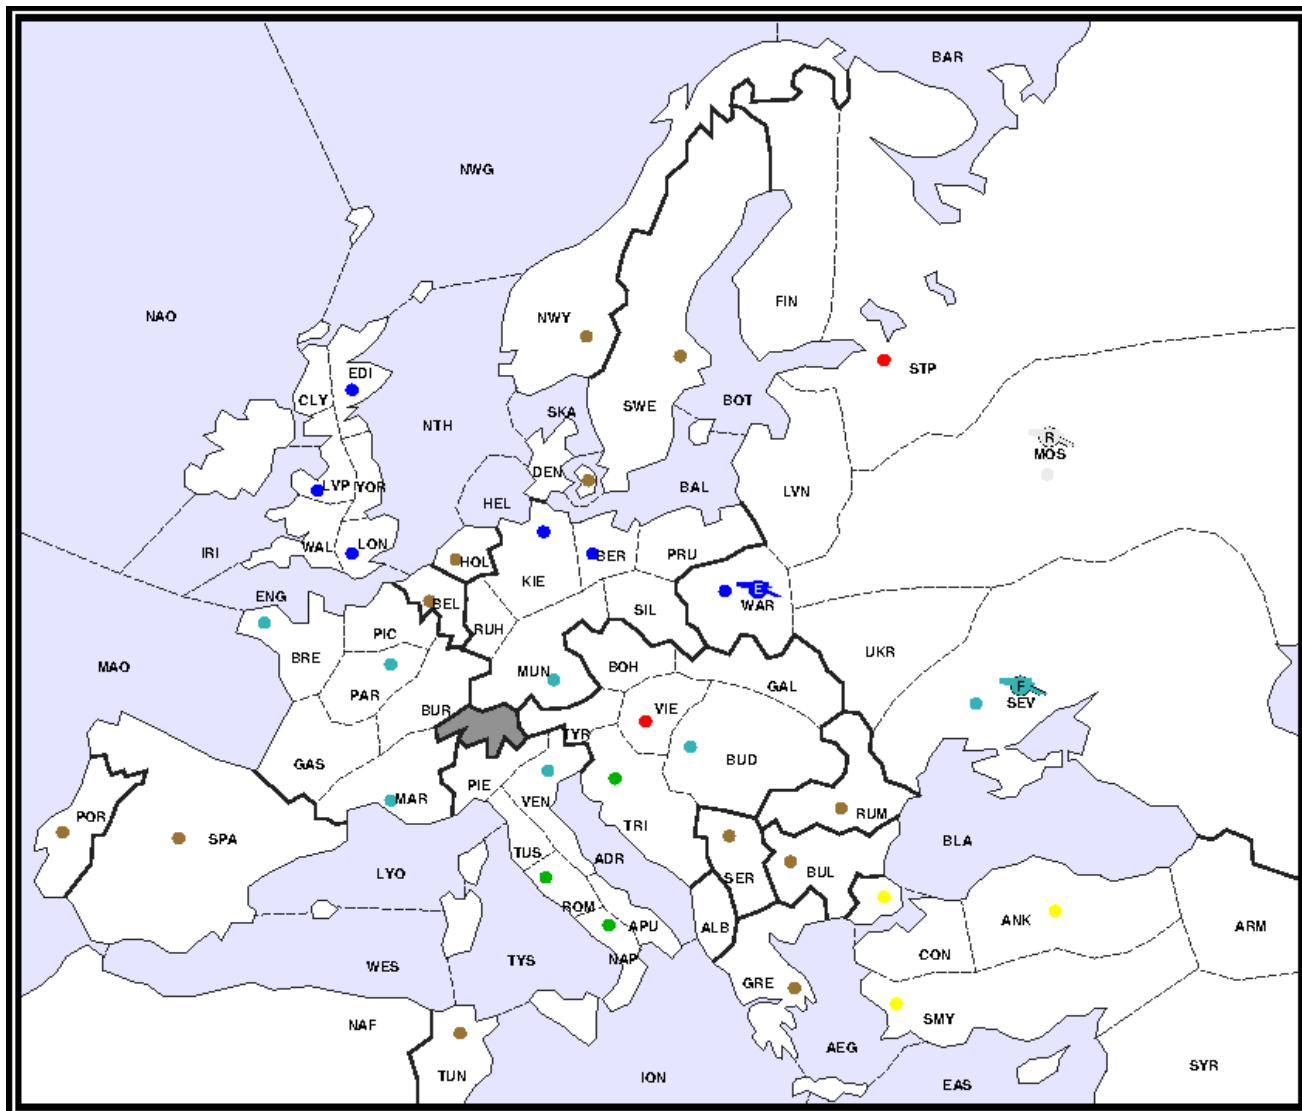 BAR
NWG
NAO
FIN
NWY
STP
EDI
CLY
SKA
SWE
BOT
NTH
R
MOS
DEN
LVP
YOR
HEL
BAL
LVN
IRI
WAL
LON
HOL
KIE
BER
PRU
E
WAR
ENG
BEL
SIL
PIC
RUH
BRE
UKR
MAO
MUN
BOH
PAR
GAL
F
SEV
BUR
VIE
TYR
GAS
BUD
PIE
MAR
VEN
POR
SPA
TRI
RUM
BLA
TUS
ADR
LYO
SER
BUL
ROM
APU
ALB
ANK
ARM
NAP
CON
WES
TYS
GRE
NAF
SMY
AEG
TUN
ION
EAS
SYR